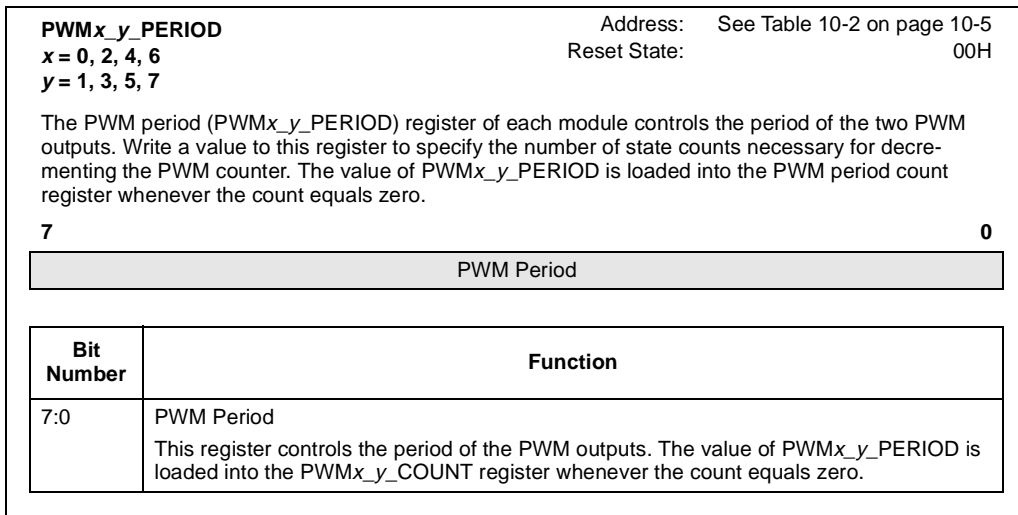 PWMx_y_PERIOD
x = 0, 2, 4, 6
y = 1, 3, 5, 7
Address: See Table 10-2 on page 10-5
Reset State: 00H
The PWM period (PWMx_y_PERIOD) register of each module controls the period of the two PWM
outputs. Write a value to this register to specify the number of state counts necessary for decre-
menting the PWM counter. The value of PWMx_y_PERIOD is loaded into the PWM period count
register whenever the count equals zero.
7 0
PWM Period
Bit
Number
Function
7:0
PWM Period
This register controls the period of the PWM outputs. The value of PWMx_y_PERIOD is
loaded into the PWMx_y_COUNT register whenever the count equals zero.